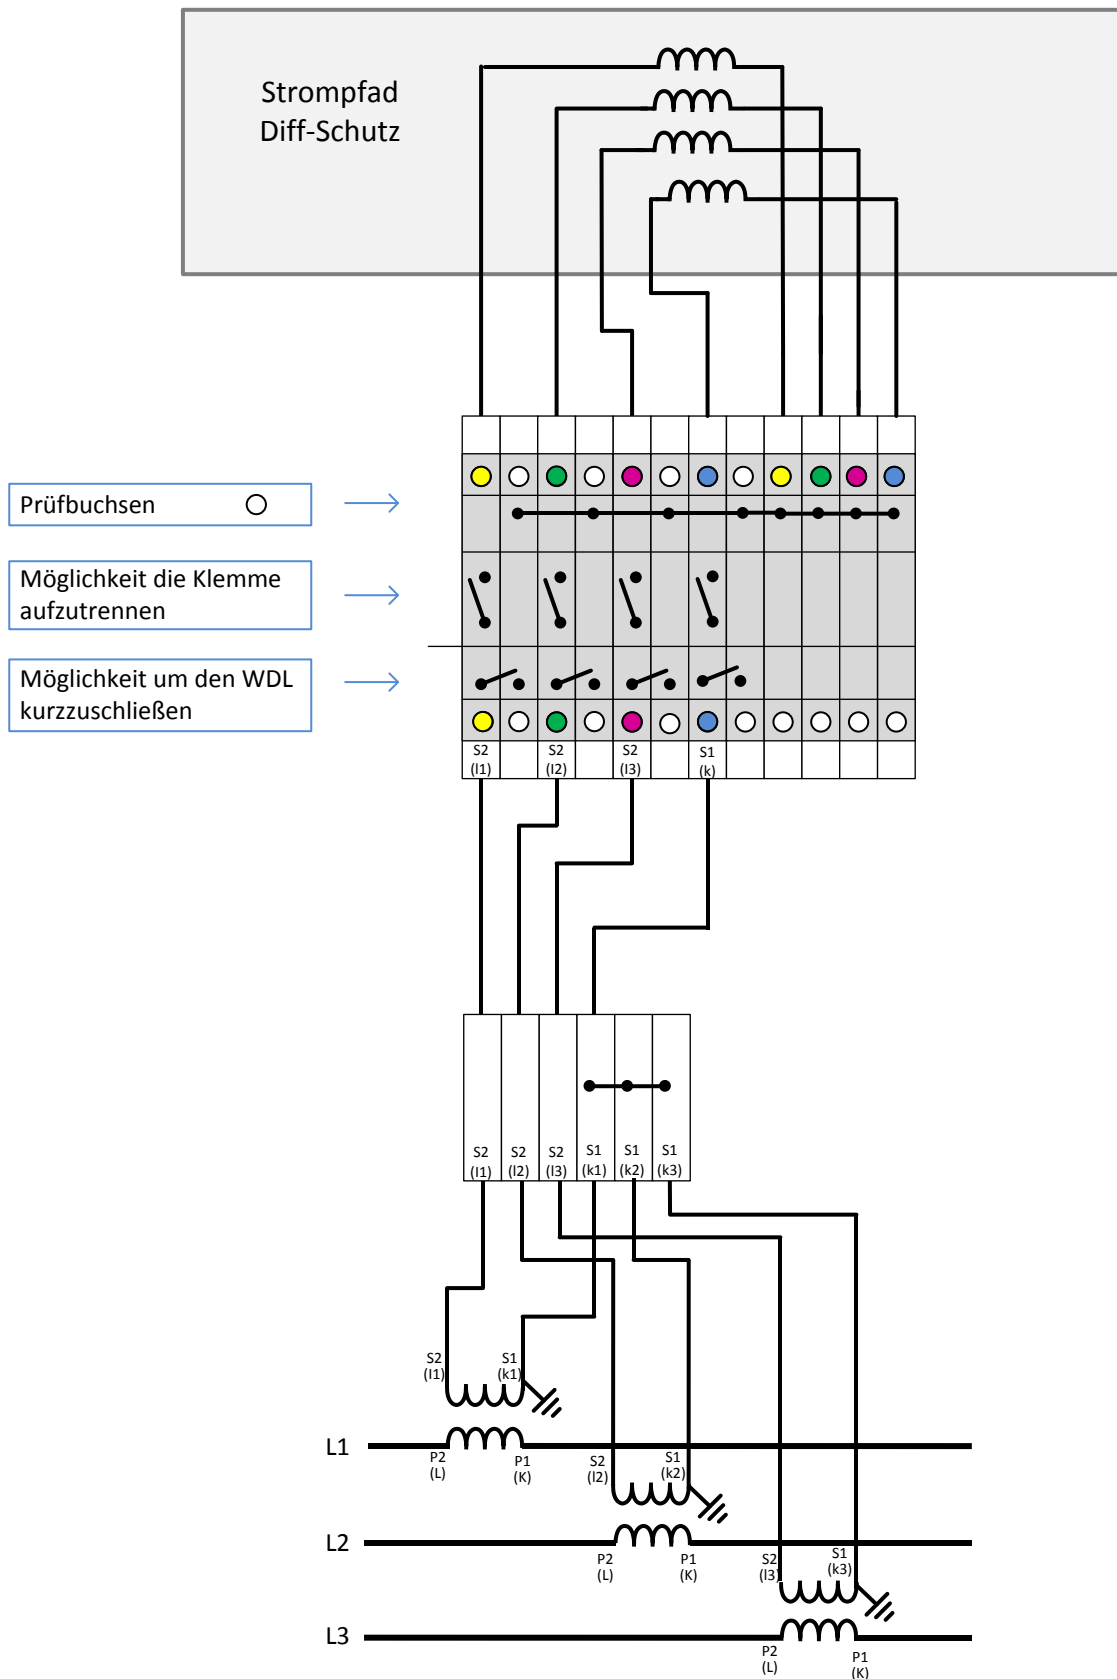 Strompfad
Diff-Schutz
Prüfbuchsen
Möglichkeit die Klemme
aufzutrennen
Möglichkeit um den WDL
kurzzuschließen
S2 S2 S2 S1
(l1) (l2) (l3) (k)
S2 S2 S2 S1 S1 S1
(l1) (l2) (l3) (k1) (k2) (k3)
S2 S1
(l1) (k1)
L1
P2 P1
(L) (K)
S2 S1
(l2) (k2)
L2
P2 P1
(L) (K)
S2 S1
(l3) (k3)
L3
P2 P1
(L) (K)